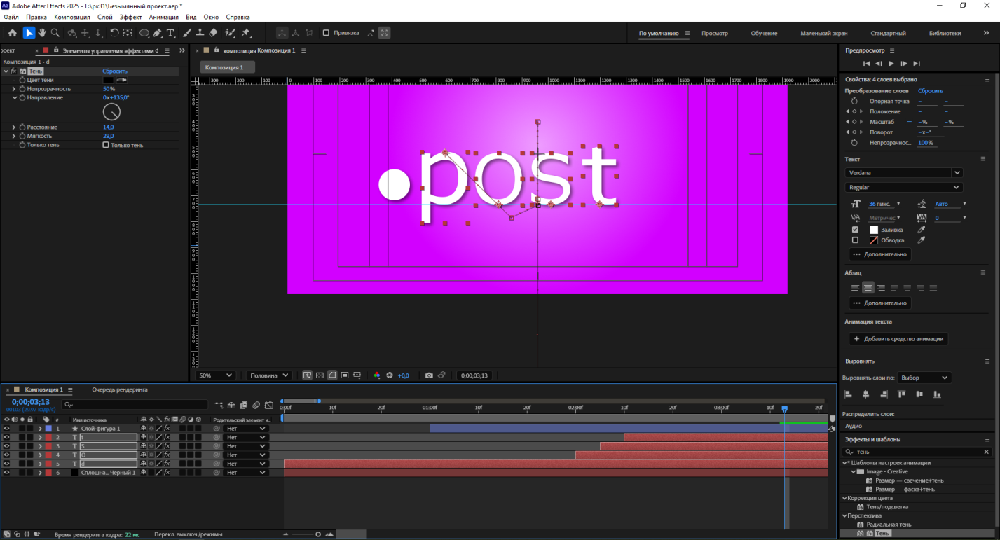 Adobe After Effects 2025 - F:\рк31\Безымянный проект.aep *
Файл Правка Композиция Слой Эффект Анимация Вид Окно Справка
Привязка
По умолчанию Просмотр Обучение Маленький экран Стандартный Библиотеки
роект Элементы управления эффектами d
Композиция 1 - d
fx Тень Сбросить
Цвет тени
Непрозрачность 50 %
Направление 0x+135,0°
Расстояние 14,0
Мягкость 28,0
Только тень Только тень
композиция Композиция 1
Композиция 1
300 200 100 0 100 200 300 400 500 600 700 800 900 1000 1100 1200 1300 1400 1500 1600 1700 1800 1900 2000
post
50% Половина +0,0 0;00;03;13
Предпросмотр
Свойства: 4 слоев выбрано
Преобразование слоев Сбросить
Опорная точка – –
Положение – –
Масштаб – % – %
Поворот –x–°
Непрозрачнос... 100%
Текст
Verdana
Regular
36 пикс. Авто
Метричес 0
Заливка
Обводка
Дополнительно
Абзац
Дополнительно
Анимация текста
Добавить средство анимации
Выровнять
Выровнять слои по: Выбор
Распределить слои:
Аудио
Эффекты и шаблоны
тень
* Шаблоны настроек анимации
Image - Creative
Размер — свечение+тень
Размер — фаска+тень
Коррекция цвета
Тень/подсветка
Перспектива
Радиальная тень
Тень
Композиция 1 Очередь рендеринга
0;00;03;13
00103 (29.97 кадр/с)
0:00f 10f 20f 01:00f 10f 20f 02:00f 10f 20f 03:00f 10f 20f
# Имя источника Родительский элемент и...
1 Слой-фигура 1 Нет
2 T t Нет
3 T S Нет
4 T O Нет
5 T d Нет
6 Сплошна... Черный 1 Нет
Время рендеринга кадра: 22 мс Перекл. выключ./режимы